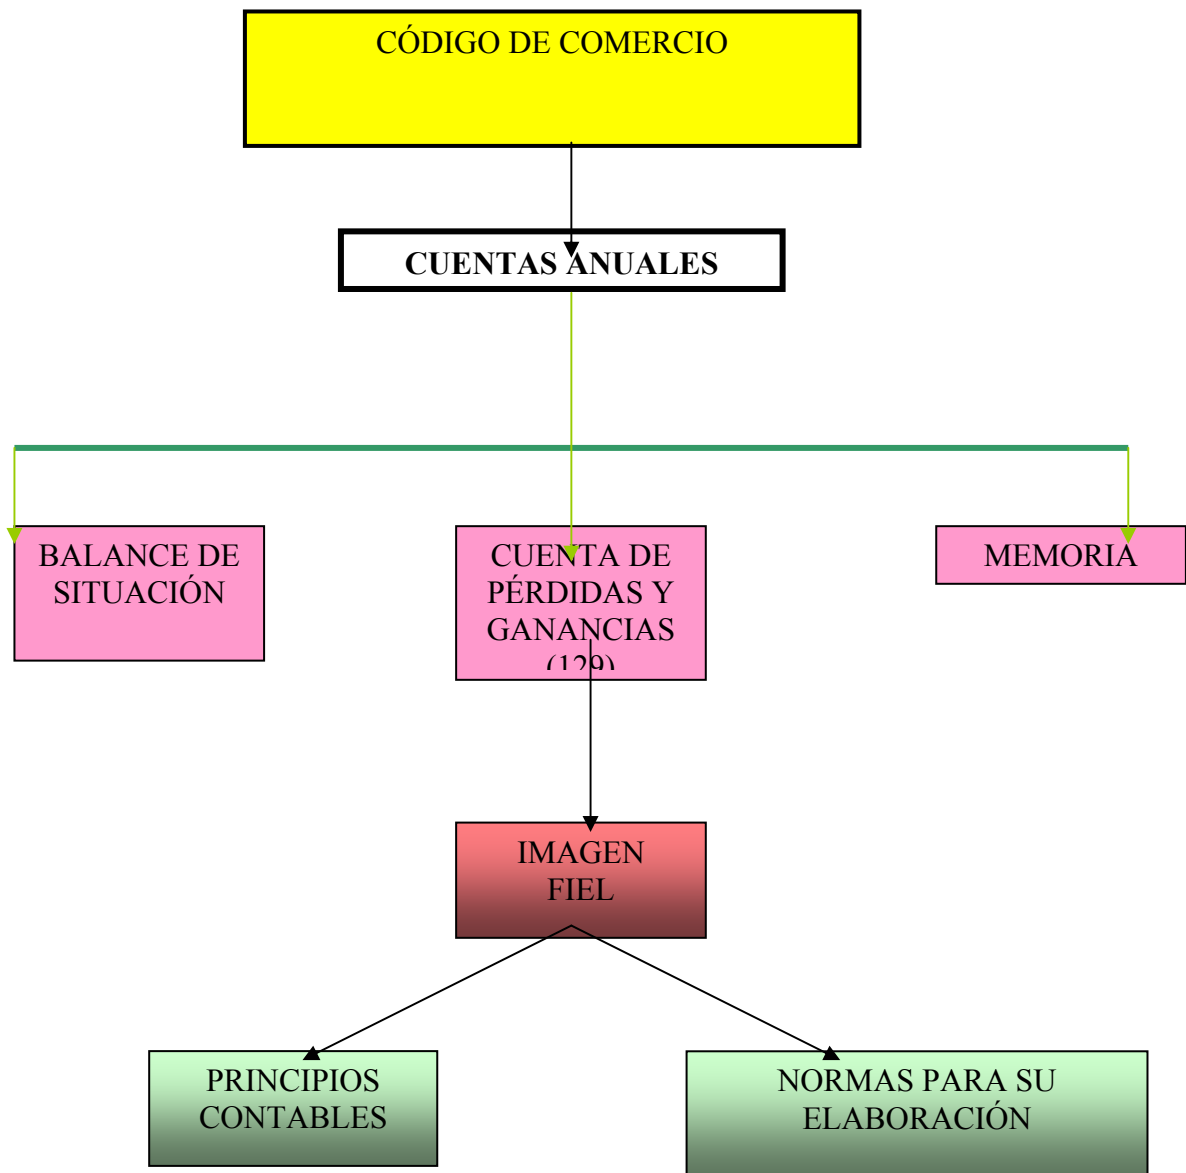 CÓDIGO DE COMERCIO
CUENTAS ANUALES
BALANCE DE
SITUACIÓN
CUENTA DE
PÉRDIDAS Y
GANANCIAS
(129)
MEMORIA
IMAGEN
FIEL
PRINCIPIOS
CONTABLES
NORMAS PARA SU
ELABORACIÓN